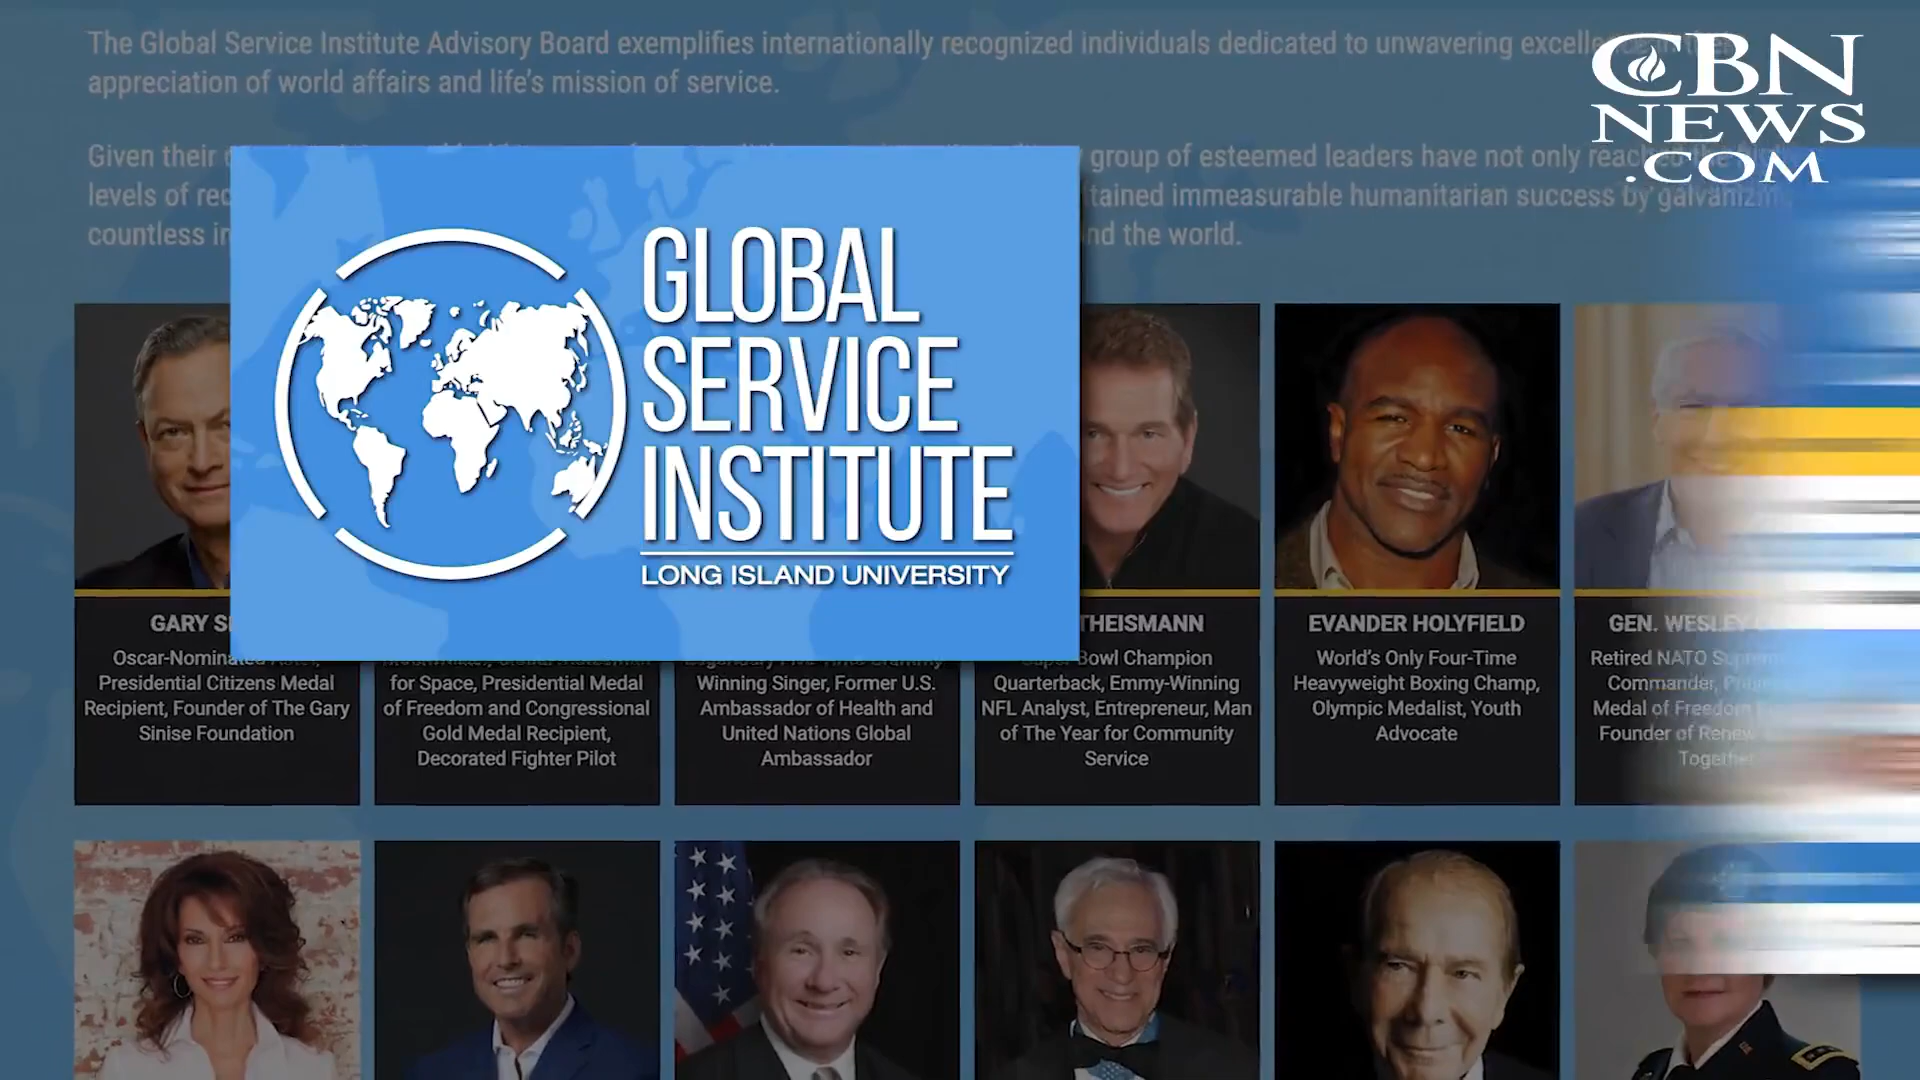 The Global Service Institute Advisory Board exemplifies internationally recognized individuals dedicated to unwavering
appreciation of world affairs and life's mission of service.
Given their
group of esteemed leaders have not only
levels of
immeasurable humanitarian success by galvanizing
countless
the world.
CBN
NEWS
.COM
GLOBAL
SERVICE
INSTITUTE
LONG ISLAND UNIVERSITY
GARY
Oscar-Nominated
Presidential Citizens Medal
Recipient, Founder of The Gary
Sinise Foundation
for Space, Presidential Medal
of Freedom and Congressional
Gold Medal Recipient,
Decorated Fighter Pilot
Winning Singer, Former U.S.
Ambassador of Health and
United Nations Global
Ambassador
THEISMANN
Super Bowl Champion
Quarterback, Emmy-Winning
NFL Analyst, Entrepreneur, Man
of The Year for Community
Service
EVANDER HOLYFIELD
World's Only Four-Time
Heavyweight Boxing Champ,
Olympic Medalist, Youth
Advocate
GEN. WESLEY
Retired NATO
Commander,
Medal of Freedom
Founder of
Together